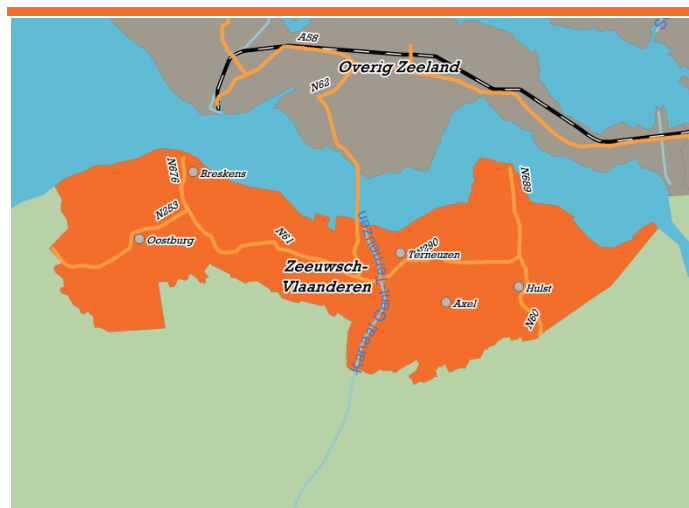 A58
Overig Zeeland
N62
N676
Breskens
N689
N253
Oostburg
N61
Kanaal Gent-Terneuzen
N290
Terneuzen
Zeeuwsch-
Vlaanderen
Hulst
Axel
N60